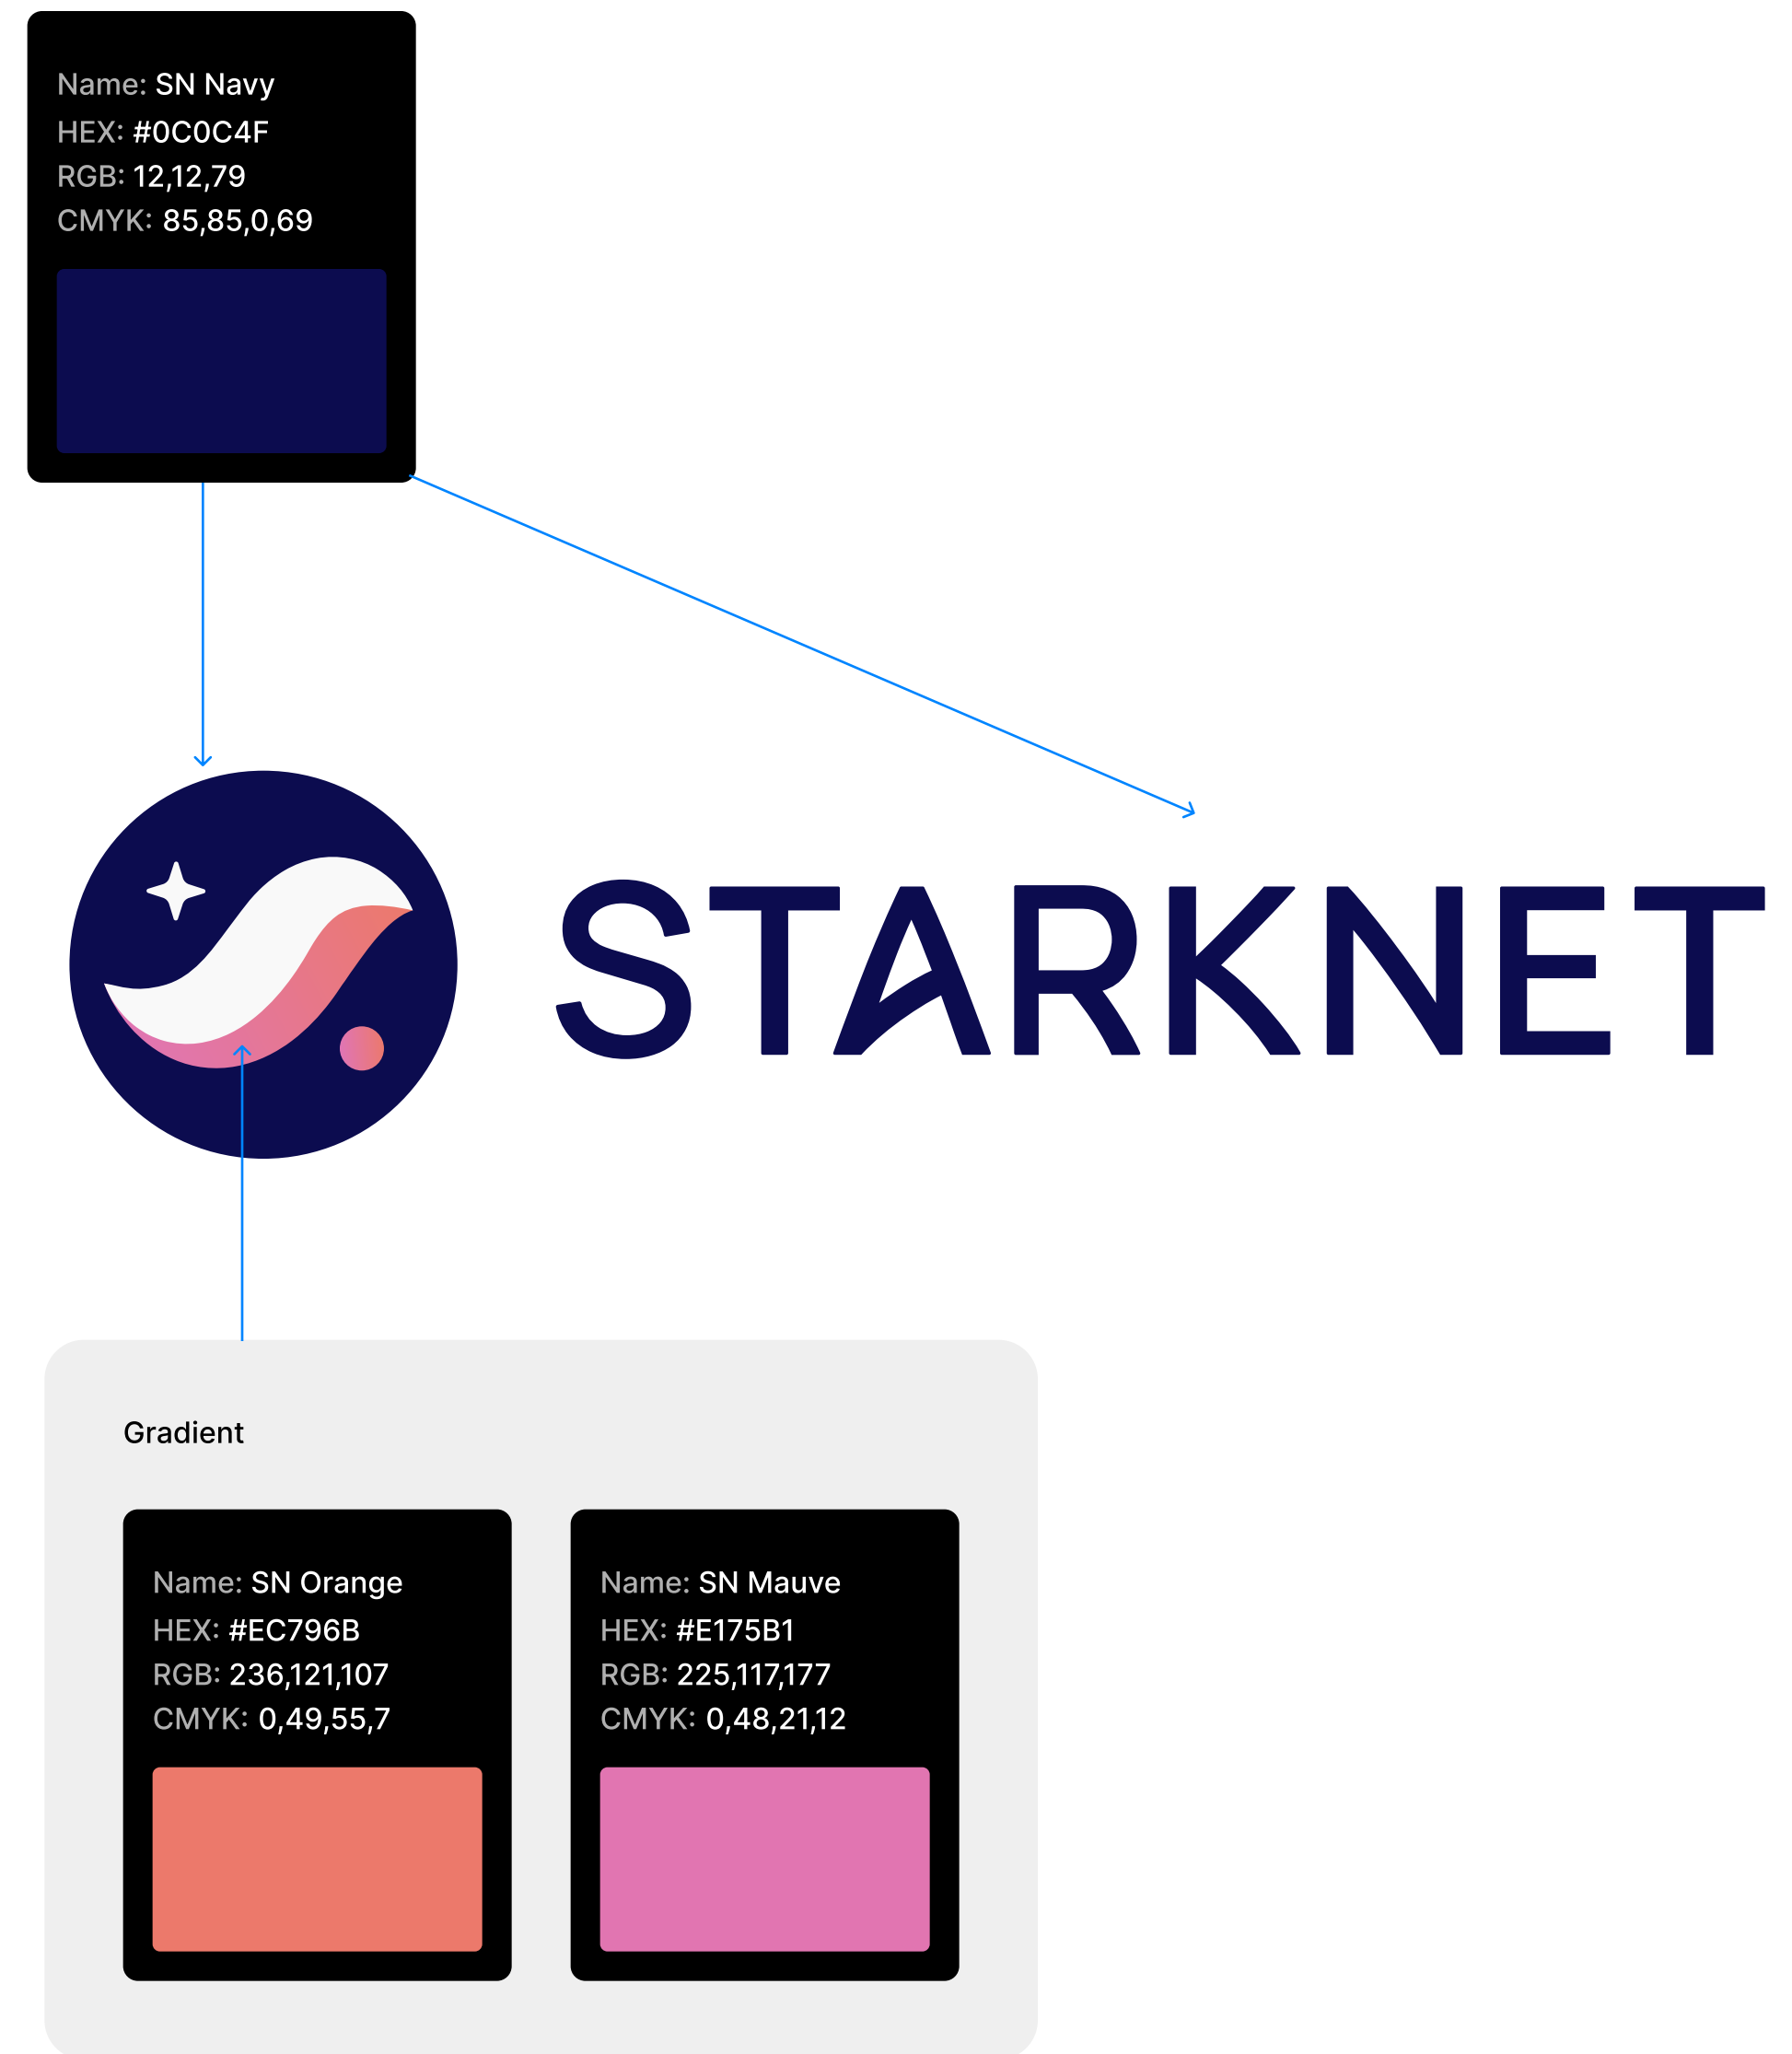 Name: SN Navy
HEX: #0C0C4F
RGB: 12,12,79
CMYK: 85,85,0,69
STARKNET
Gradient
Name: SN Orange
HEX: #EC796B
RGB: 236,121,107
CMYK: 0,49,55,7
Name: SN Mauve
HEX: #E175B1
RGB: 225,117,177
CMYK: 0,48,21,12